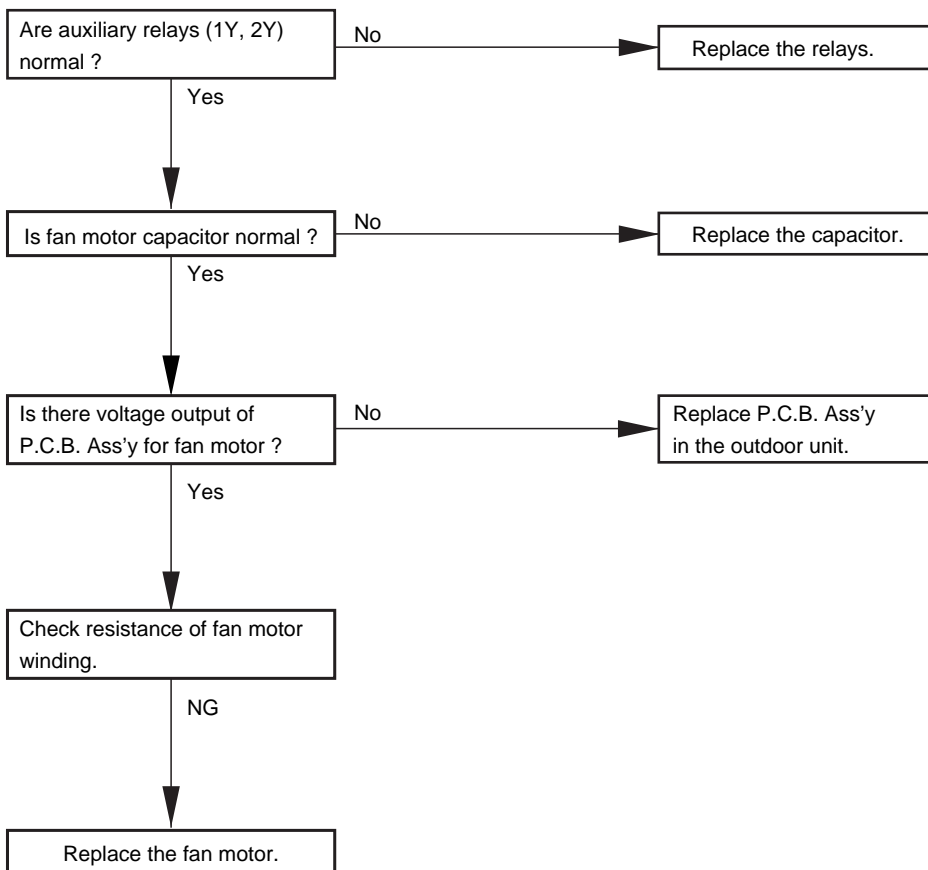 Are auxiliary relays (1Y, 2Y)
normal ?
No
Replace the relays.
Yes
Is fan motor capacitor normal ?
No
Replace the capacitor.
Yes
Is there voltage output of
P.C.B. Ass'y for fan motor ?
No
Replace P.C.B. Ass'y
in the outdoor unit.
Yes
Check resistance of fan motor
winding.
NG
Replace the fan motor.